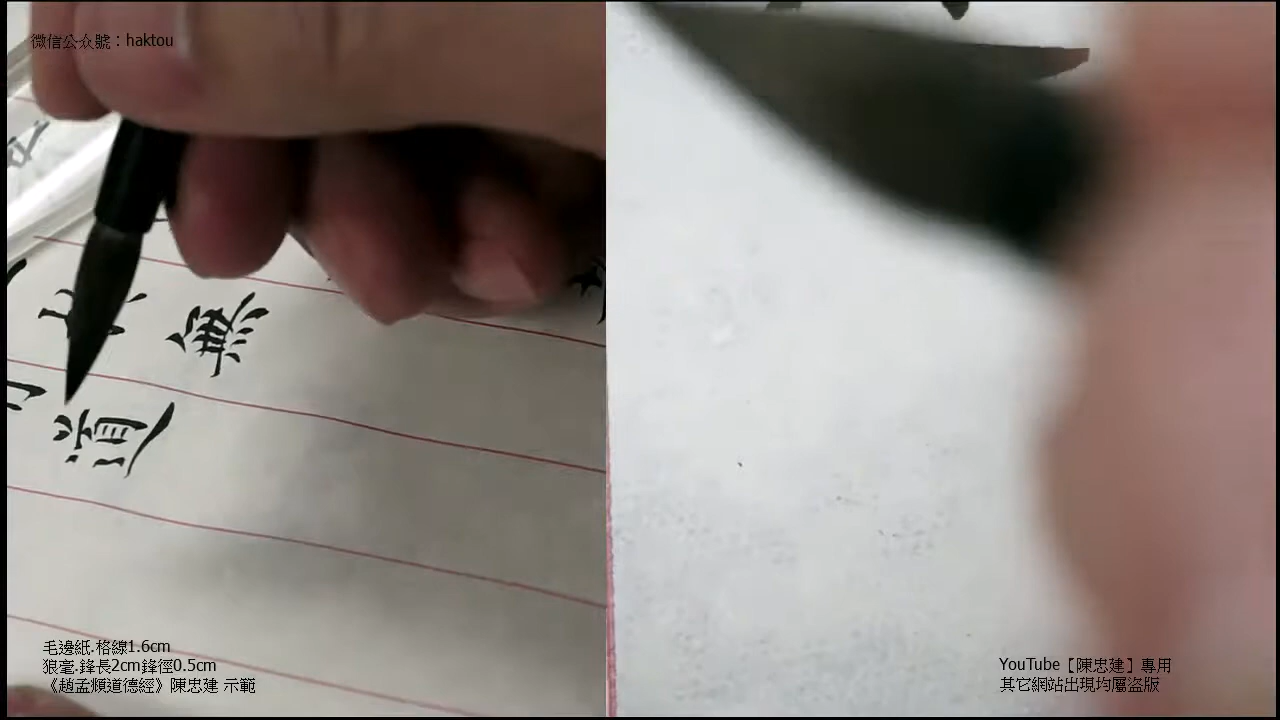 微信公众號：haktou
無
道
毛邊紙.格線1.6cm
狼毫.鋒長2cm鋒徑0.5cm
《趙孟頫道德經》陳忠建 示範
YouTube［陳忠建］專用
其它網站出現均屬盜版